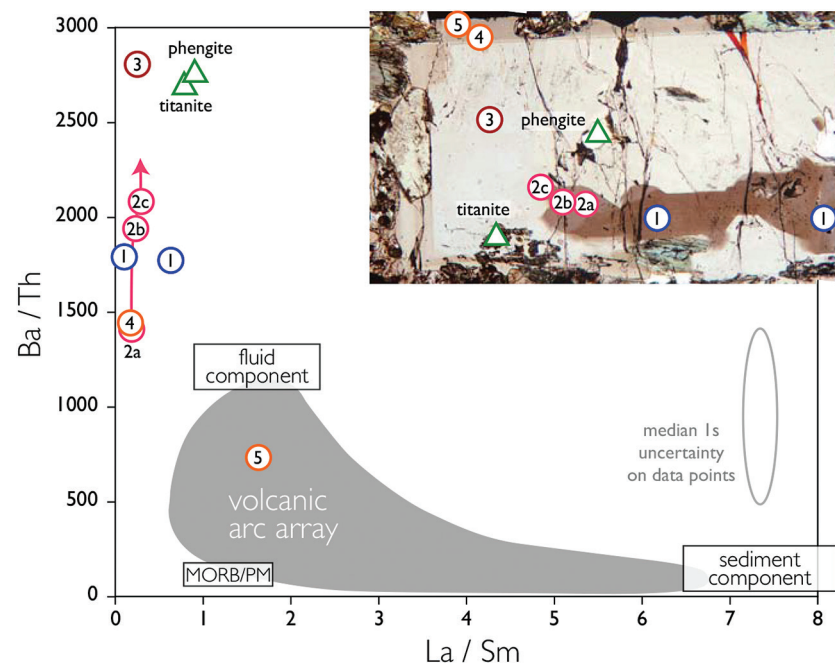 3000
2500
2000
1500
1000
500
0
Ba / Th
0
1
2
3
4
5
6
7
8
La / Sm
3
phengite
titanite
2c
2b
1
1
4
2a
fluid
component
5
volcanic
arc array
MORB/PM
median 1s
uncertainty
on data points
sediment
component
5
4
3
phengite
2c
2b
2a
1
1
titanite